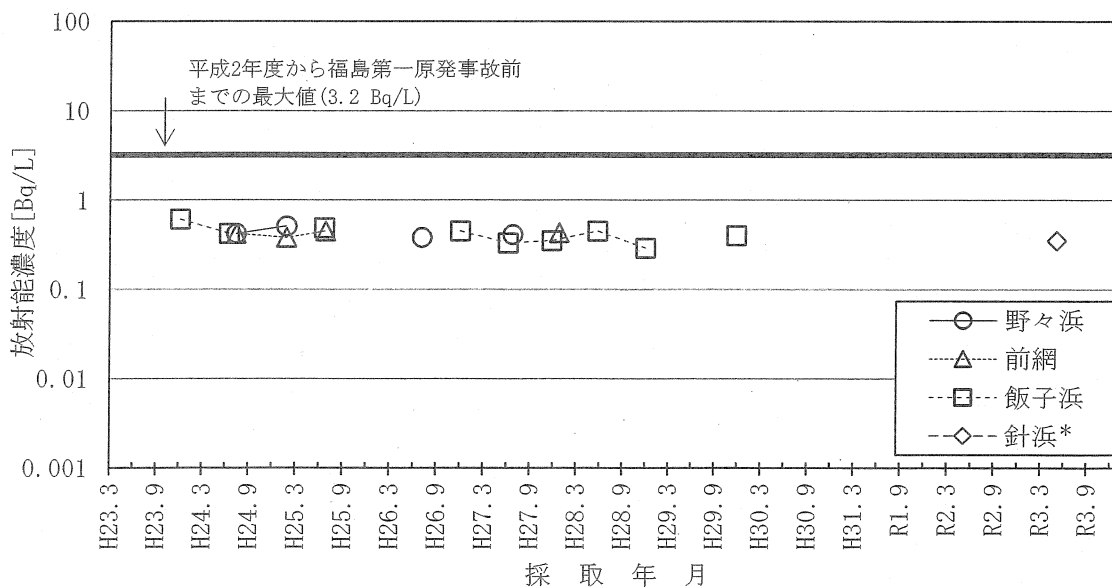 100
10
1
0.1
0.01
0.001
放射能濃度[Bq/L]
平成2年度から福島第一原発事故前
までの最大値(3.2 Bq/L)
野々浜
前網
飯子浜
針浜*
H23.3
H23.9
H24.3
H24.9
H25.3
H25.9
H26.3
H26.9
H27.3
H27.9
H28.3
H28.9
H29.3
H29.9
H30.3
H30.9
H31.3
R1.9
R2.3
R2.9
R3.3
R3.9
採取年月